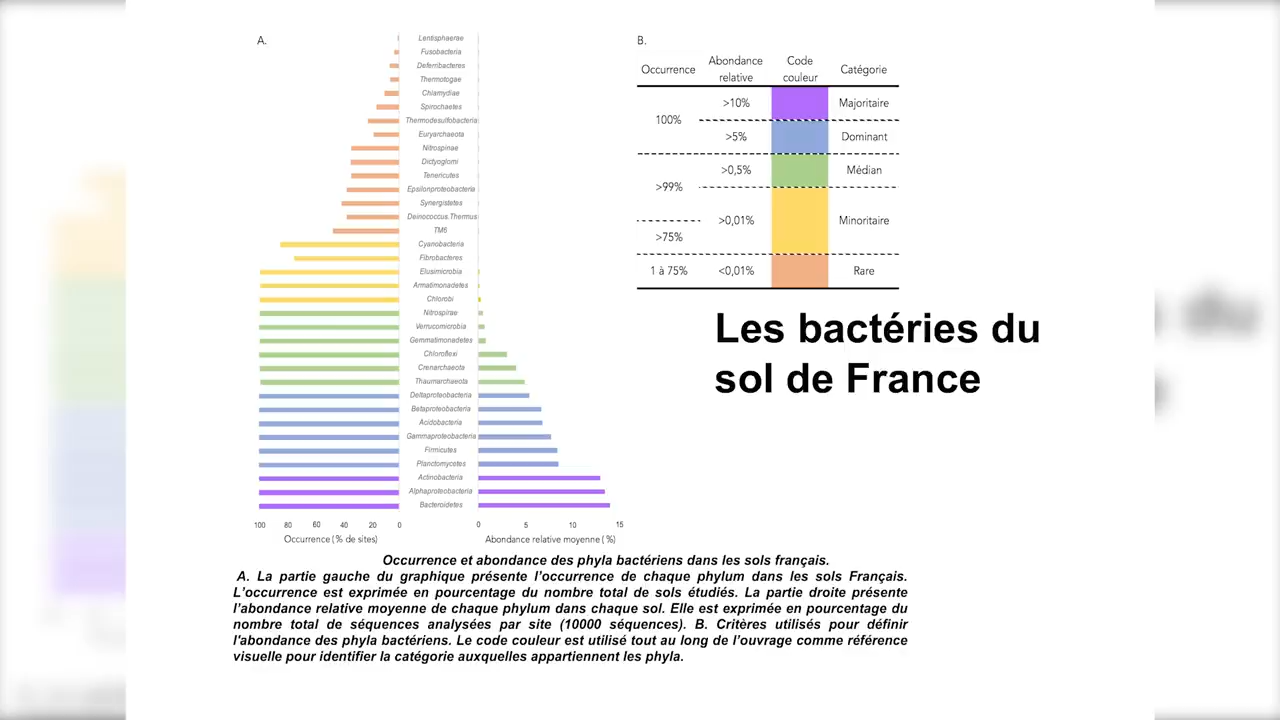 A.
Lentisphaerae
Fusobacteria
Deferribacteres
Thermotogae
Chlamydiae
Spirochaetes
Thermodesulfobacteria
Euryarchaeota
Nitrospinae
Dictyoglomi
Tenericutes
Epsilonproteobacteria
Synergistetes
Deinococcus.Thermus
TM6
Cyanobacteria
Fibrobacteres
Elusimicrobia
Armatimonadetes
Chlorobi
Nitrospirae
Verrucomicrobia
Gemmatimonadetes
Chloroflexi
Crenarchaeota
Thaumarchaeota
Deltaproteobacteria
Betaproteobacteria
Acidobacteria
Gammaproteobacteria
Firmicutes
Planctomycetes
Actinobacteria
Alphaproteobacteria
Bacteroidetes
100 80 60 40 20 0 0 5 10 15
Occurrence ( % de sites) Abondance relative moyenne ( %)
B.
Occurrence Abondance relative Code couleur Catégorie
100% >10% Majoritaire
>5% Dominant
>99% >0,5% Médian
>75% >0,01% Minoritaire
1 à 75% <0,01% Rare
Les bactéries du
sol de France
Occurrence et abondance des phyla bactériens dans les sols français.
A. La partie gauche du graphique présente l'occurrence de chaque phylum dans les sols Français.
L'occurrence est exprimée en pourcentage du nombre total de sols étudiés. La partie droite présente
l'abondance relative moyenne de chaque phylum dans chaque sol. Elle est exprimée en pourcentage du
nombre total de séquences analysées par site (10000 séquences). B. Critères utilisés pour définir
l'abondance des phyla bactériens. Le code couleur est utilisé tout au long de l'ouvrage comme référence
visuelle pour identifier la catégorie auxquelles appartiennent les phyla.